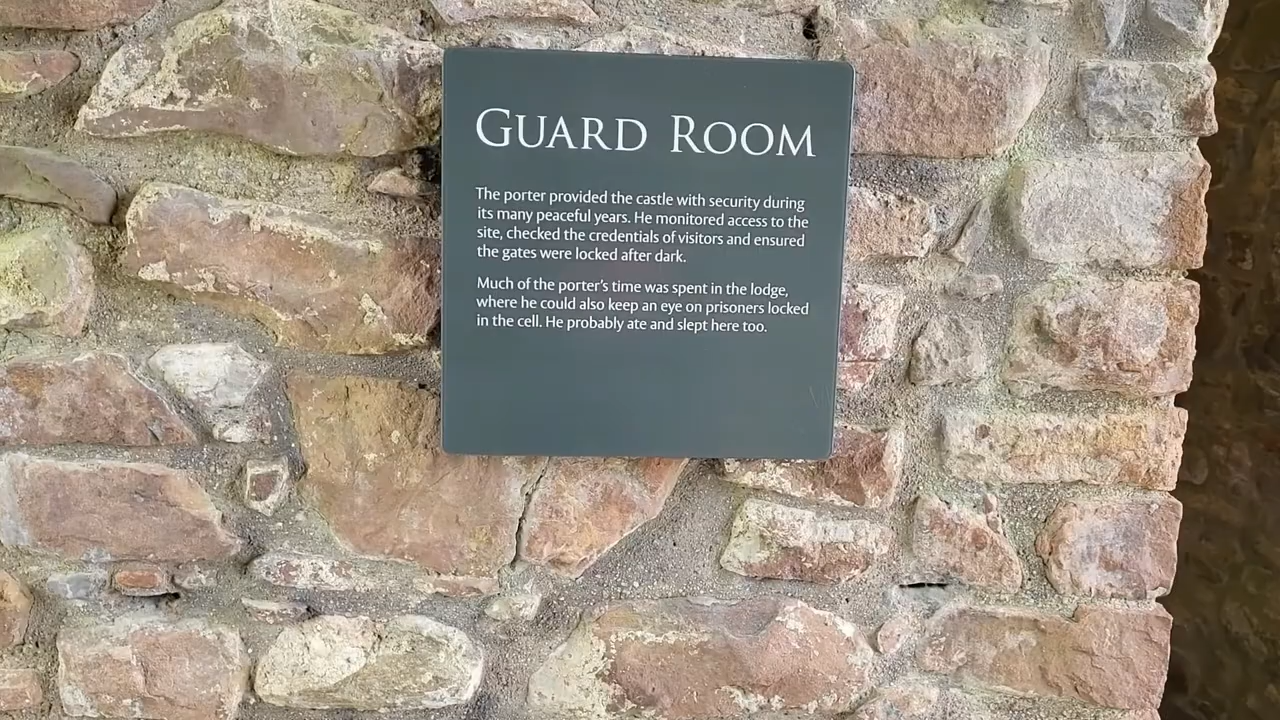 GUARD ROOM
The porter provided the castle with security during
its many peaceful years. He monitored access to the
site, checked the credentials of visitors and ensured
the gates were locked after dark.
Much of the porter's time was spent in the lodge,
where he could also keep an eye on prisoners locked
in the cell. He probably ate and slept here too.